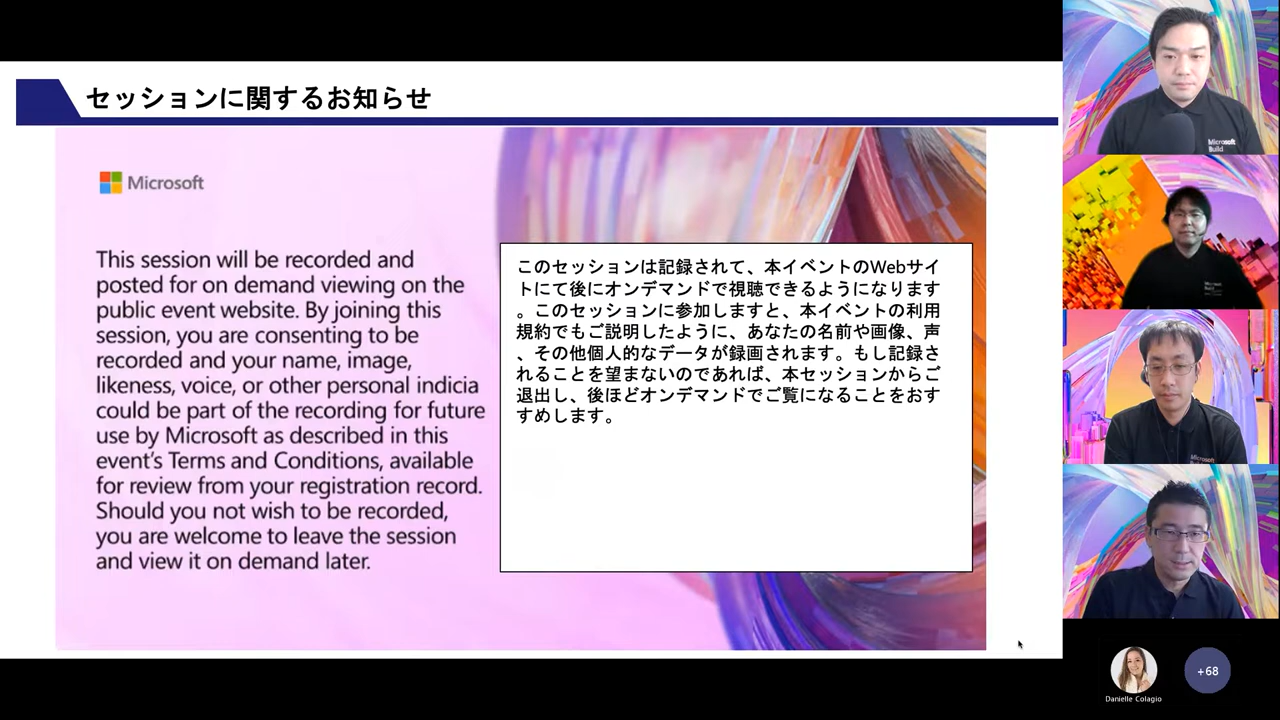 セッションに関するお知らせ
Microsoft
This session will be recorded and
posted for on demand viewing on the
public event website. By joining this
session, you are consenting to be
recorded and your name, image,
likeness, voice, or other personal indicia
could be part of the recording for future
use by Microsoft as described in this
event's Terms and Conditions, available
for review from your registration record.
Should you not wish to be recorded,
you are welcome to leave the session
and view it on demand later.
このセッションは記録されて、本イベントのWebサイ
トにて後にオンデマンドで視聴できるようになります
。このセッションに参加しますと、本イベントの利用
規約でもご説明したように、あなたの名前や画像、声
、その他個人的なデータが録画されます。もし記録さ
れることを望まないのであれば、本セッションからご
退出し、後ほどオンデマンドでご覧になることをおす
すめします。
Microsoft
Build
Microsoft
Danielle Colagio
+68